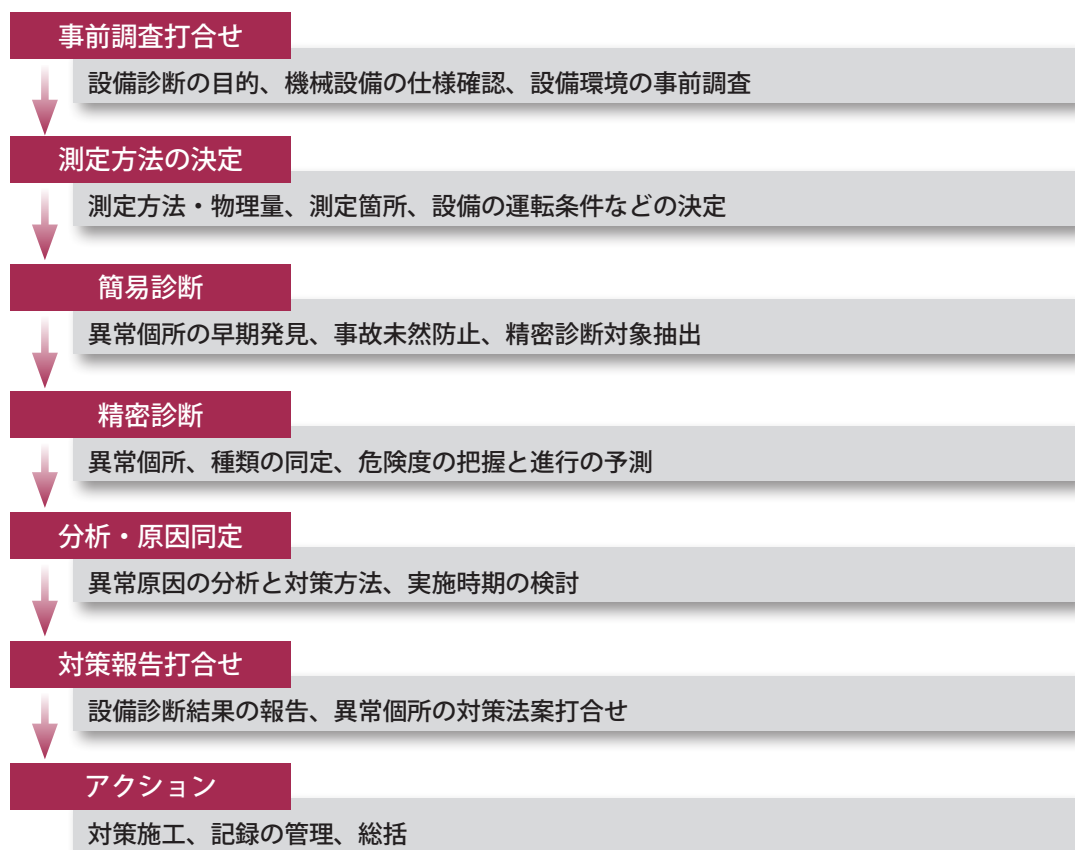 事前調査打合せ
設備診断の目的、機械設備の仕様確認、設備環境の事前調査
測定方法の決定
測定方法・物理量、測定箇所、設備の運転条件などの決定
簡易診断
異常個所の早期発見、事故未然防止、精密診断対象抽出
精密診断
異常個所、種類の同定、危険度の把握と進行の予測
分析・原因同定
異常原因の分析と対策方法、実施時期の検討
対策報告打合せ
設備診断結果の報告、異常個所の対策法案打合せ
アクション
対策施工、記録の管理、総括